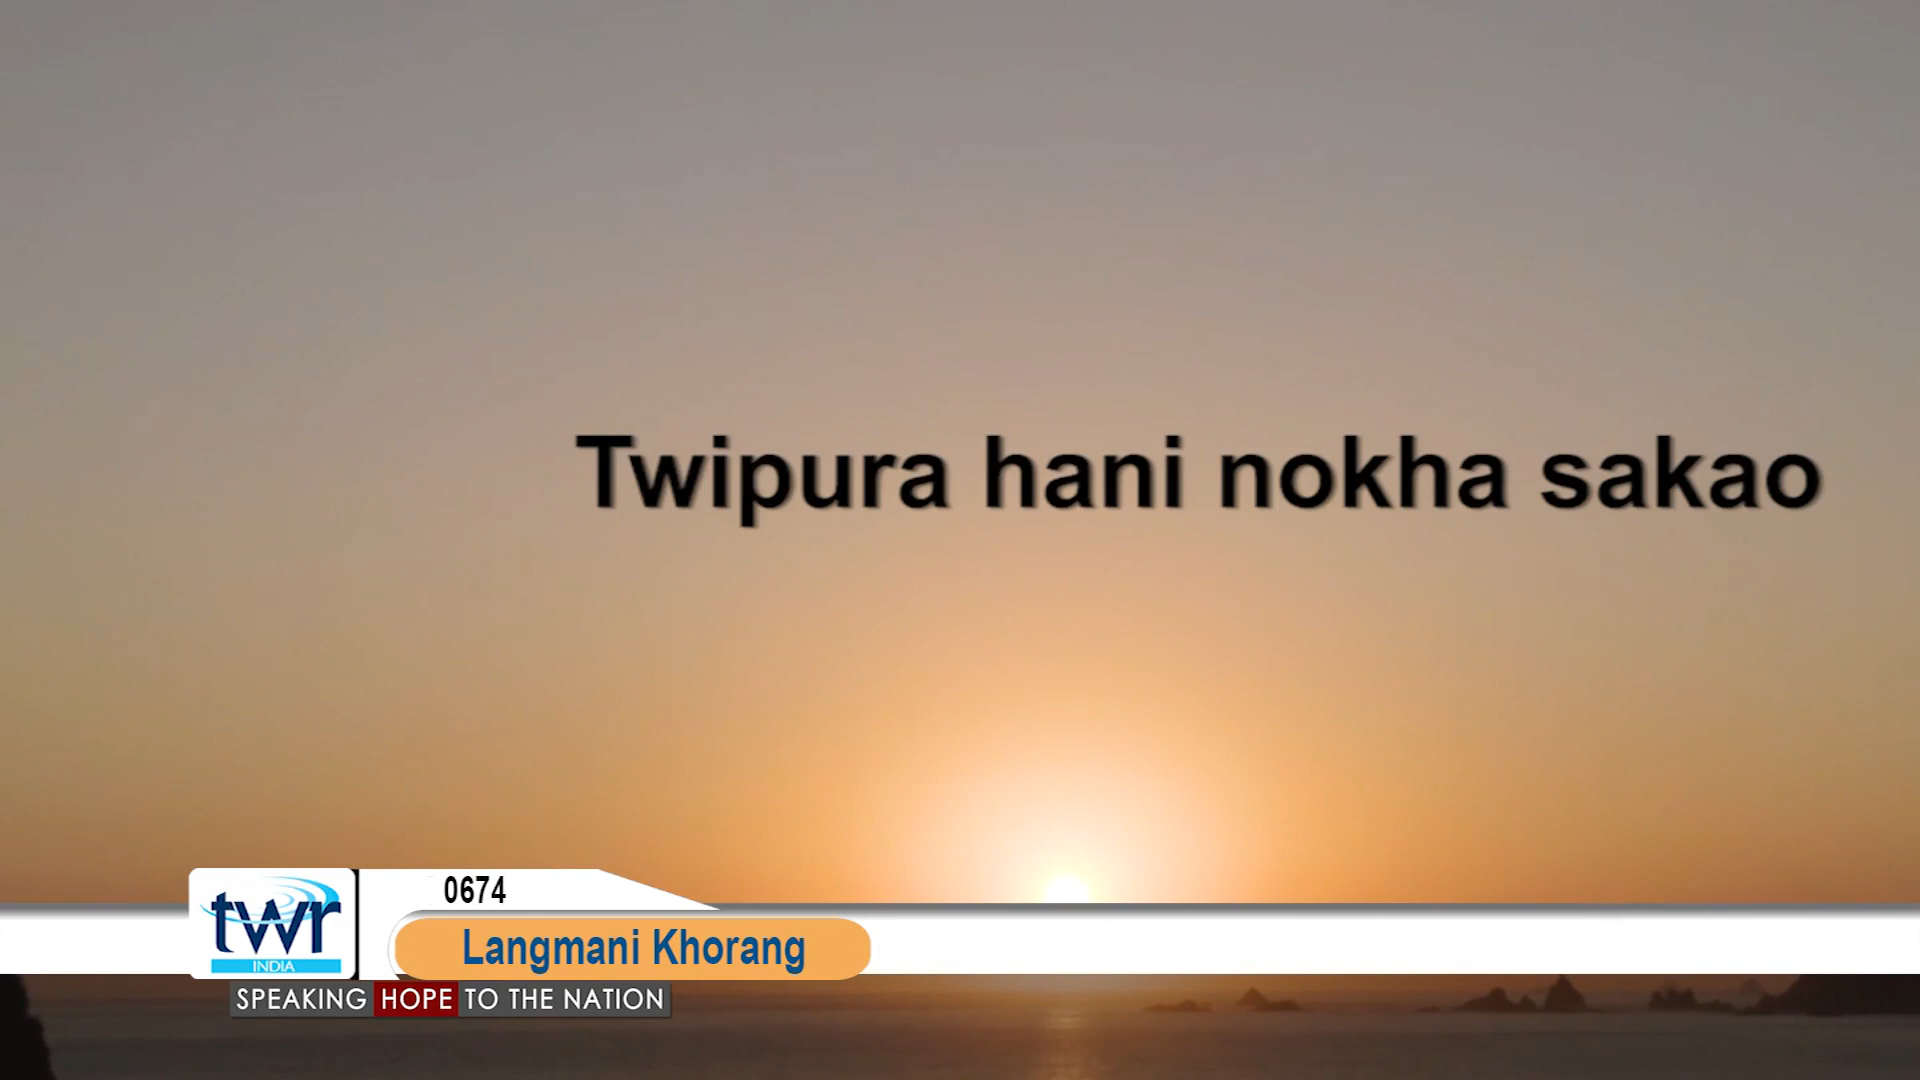 Twipura hani nokha sakao
0674
twr
INDIA
Langmani Khorang
SPEAKING HOPE TO THE NATION